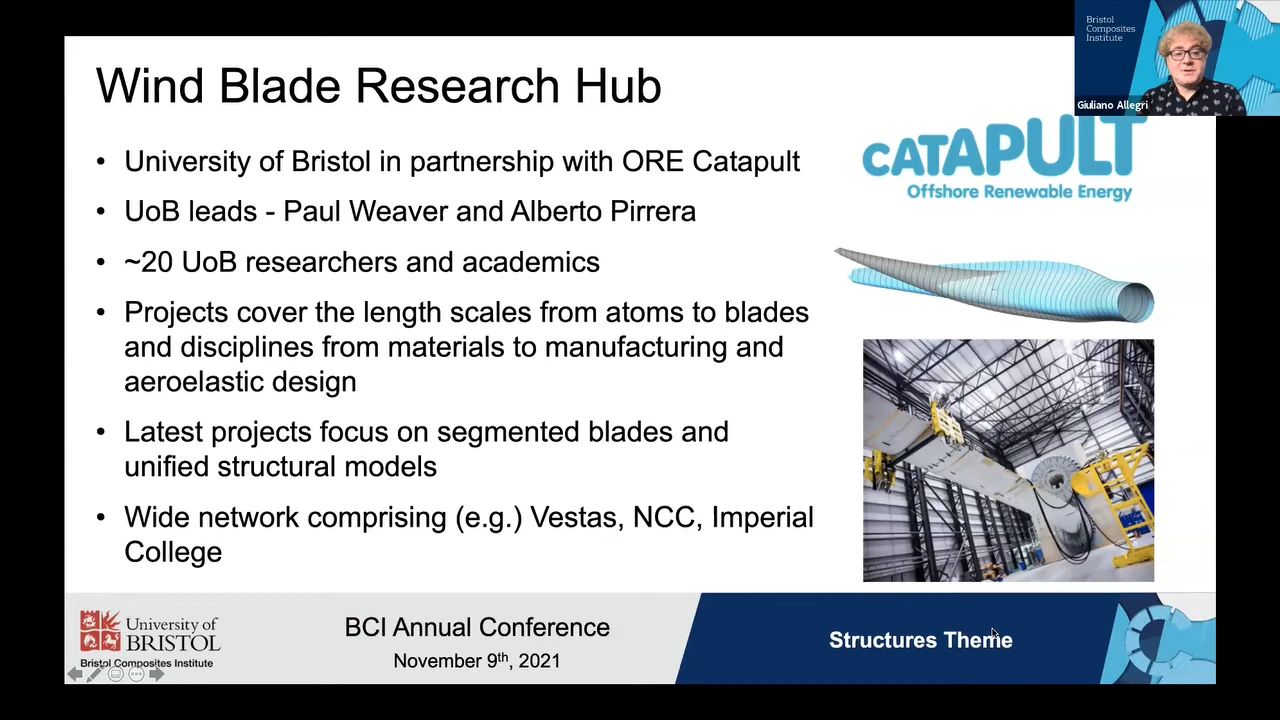 Bristol
Composites
Institute
Giuliano Allegri
Wind Blade Research Hub
• University of Bristol in partnership with ORE Catapult
• UoB leads - Paul Weaver and Alberto Pirrera
• ~20 UoB researchers and academics
• Projects cover the length scales from atoms to blades
and disciplines from materials to manufacturing and
aeroelastic design
• Latest projects focus on segmented blades and
unified structural models
• Wide network comprising (e.g.) Vestas, NCC, Imperial
College
CATAPULT
Offshore Renewable Energy
University of
BRISTOL
Bristol Composites Institute
BCI Annual Conference
November 9th, 2021
Structures Theme